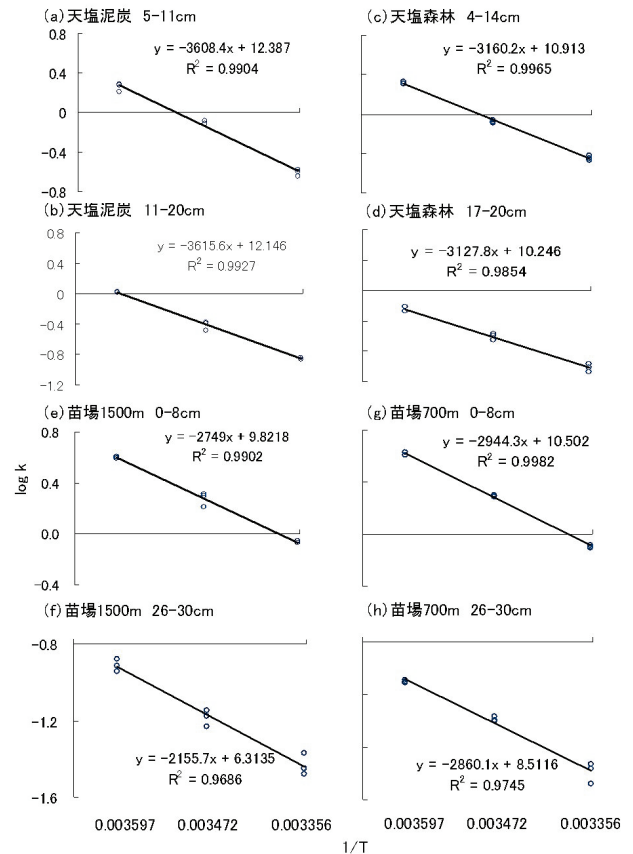 (a)天塩泥炭 5-11cm
0.8
0.4
0
-0.4
-0.8
y = -3608.4x + 12.387
R² = 0.9904
(c)天塩森林 4-14cm
y = -3160.2x + 10.913
R² = 0.9965
(b)天塩泥炭 11-20cm
0.8
0.4
0
-0.4
-0.8
-1.2
y = -3615.6x + 12.146
R² = 0.9927
(d)天塩森林 17-20cm
y = -3127.8x + 10.246
R² = 0.9854
(e)苗場1500m 0-8cm
0.8
0.4
0.0
-0.4
y = -2749x + 9.8218
R² = 0.9902
(g)苗場700m 0-8cm
y = -2944.3x + 10.502
R² = 0.9982
log k
(f)苗場1500m 26-30cm
-0.8
-1.2
-1.6
y = -2155.7x + 6.3135
R² = 0.9686
(h)苗場700m 26-30cm
y = -2860.1x + 8.5116
R² = 0.9745
0.003597 0.003472 0.003356
0.003597 0.003472 0.003356
1/T